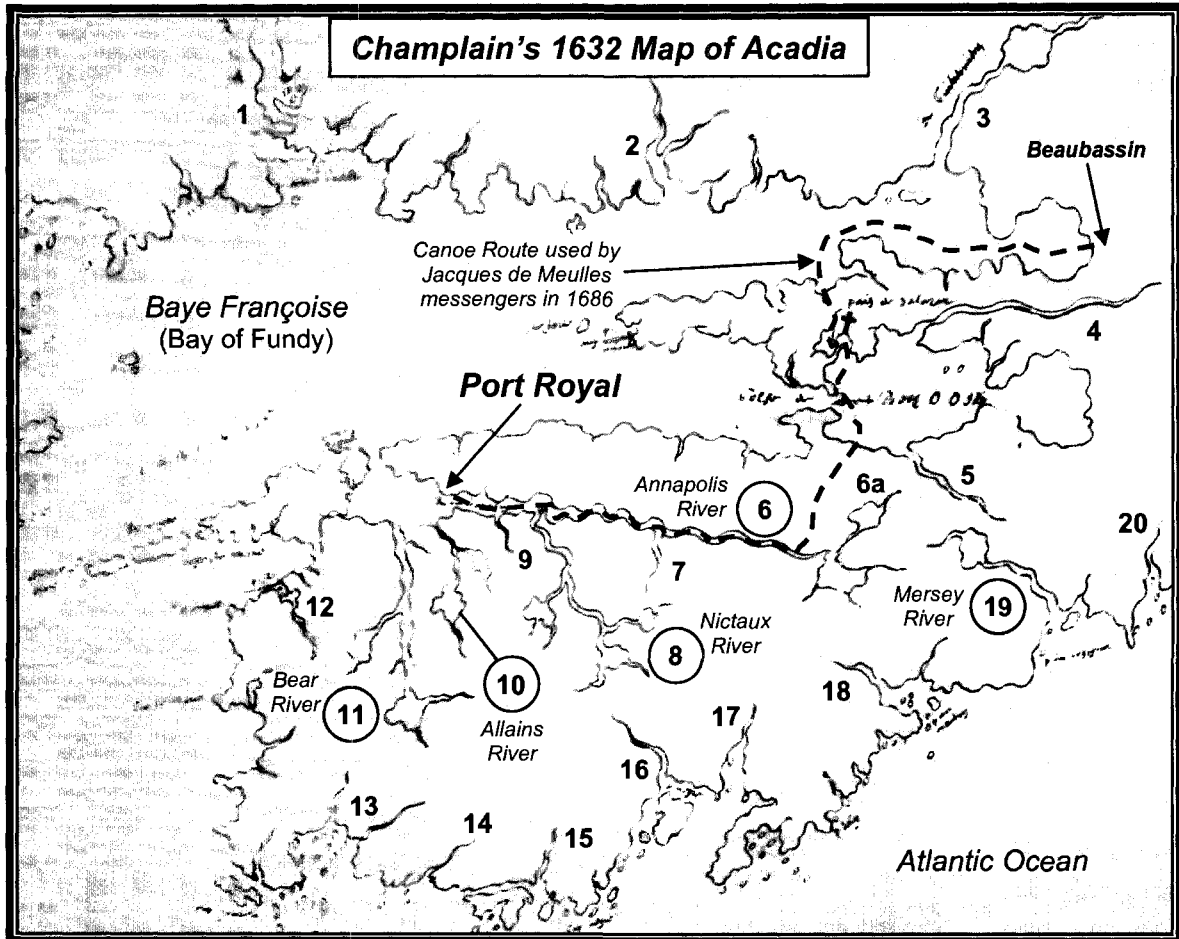 Champlain's 1632 Map of Acadia
1
2
3
Beaubassin
Canoe Route used by
Jacques de Meulles
messengers in 1686
Baye Françoise
(Bay of Fundy)
4
Port Royal
Annapolis
River
6
6a
5
20
9
7
12
Mersey
River
19
Nictaux
River
8
Bear
River
11
10
Allains
River
18
17
16
13
14
15
Atlantic Ocean